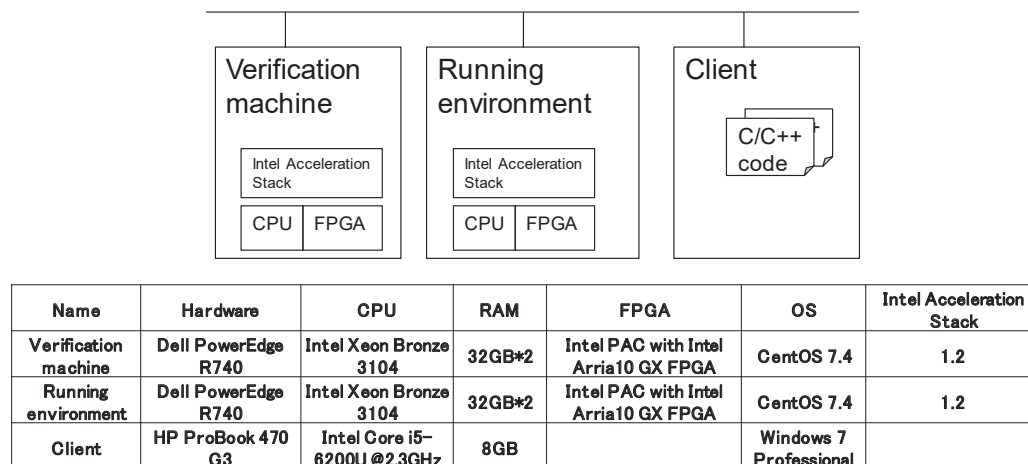 Verification
machine
Intel Acceleration
Stack
CPU
FPGA
Running
environment
Intel Acceleration
Stack
CPU
FPGA
Client
C/C++
code
Name
Hardware
CPU
RAM
FPGA
OS
Intel Acceleration
Stack
Verification
machine
Dell PowerEdge
R740
Intel Xeon Bronze
3104
32GB*2
Intel PAC with Intel
Arria10 GX FPGA
CentOS 7.4
1.2
Running
environment
Dell PowerEdge
R740
Intel Xeon Bronze
3104
32GB*2
Intel PAC with Intel
Arria10 GX FPGA
CentOS 7.4
1.2
Client
HP ProBook 470
G3
Intel Core i5-
6200U @2.3GHz
8GB
Windows 7
Professional